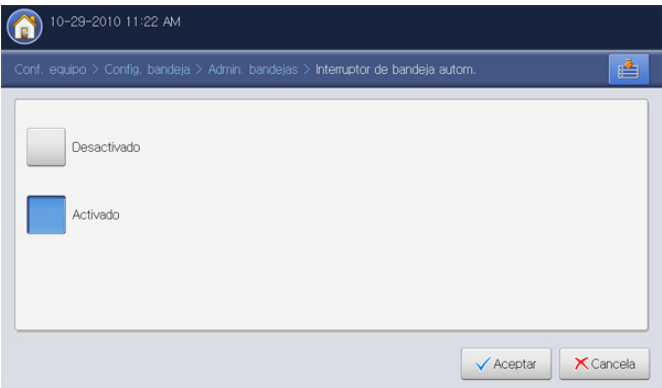 10-29-2010 11:22 AM
Conf. equipo > Config. bandeja > Admin. bandejas > Interruptor de bandeja autom.
Desactivado
Activado
Aceptar
Cancela